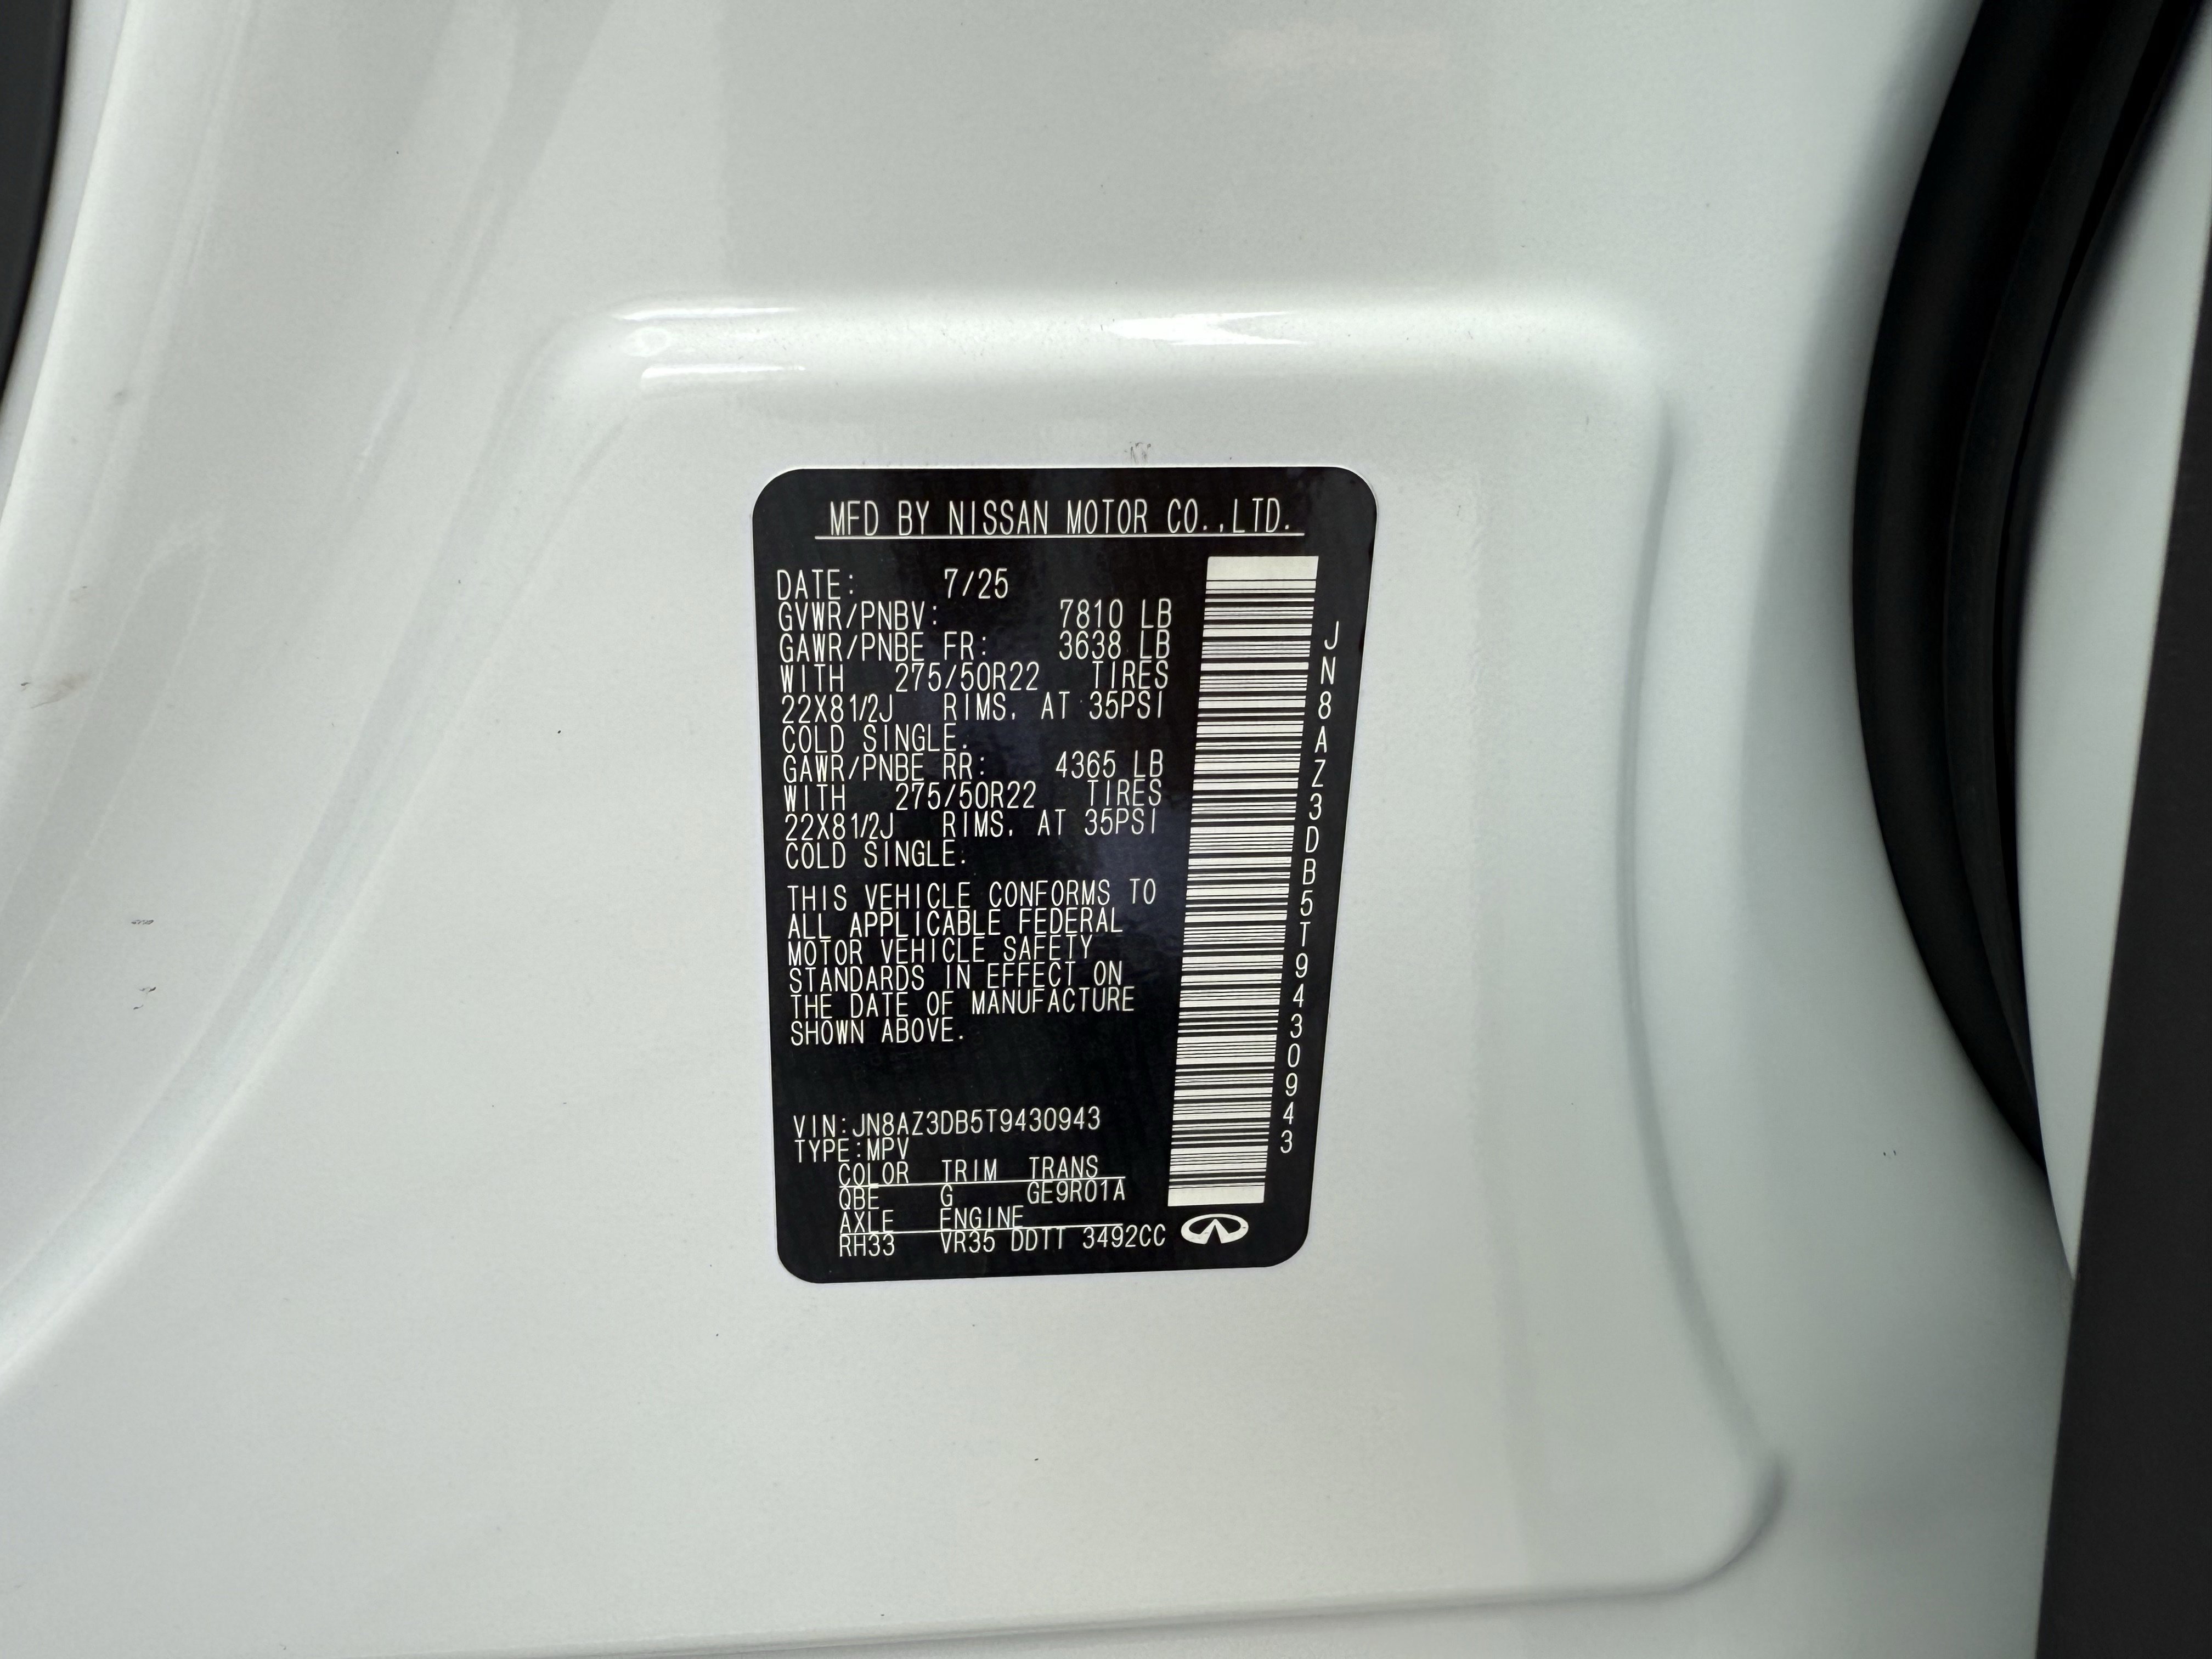 MFD BY NISSAN MOTOR CO.,LTD.
DATE: 7/25
GVWR/PNBV: 7810 LB
GAWR/PNBE FR: 3638 LB
WITH 275/50R22 TIRES
22X81/2J RIMS. AT 35PSI
COLD SINGLE.
GAWR/PNBE RR: 4365 LB
WITH 275/50R22 TIRES
22X81/2J RIMS. AT 35PSI
COLD SINGLE.
THIS VEHICLE CONFORMS TO
ALL APPLICABLE FEDERAL
MOTOR VEHICLE SAFETY
STANDARDS IN EFFECT ON
THE DATE OF MANUFACTURE
SHOWN ABOVE.
VIN:JN8AZ3DB5T9430943
TYPE:MPV
COLOR TRIM TRANS
QBE G GE9R01A
AXLE ENGINE
RH33 VR35 DDTT 3492CC
JN8AZ3DB5T9430943